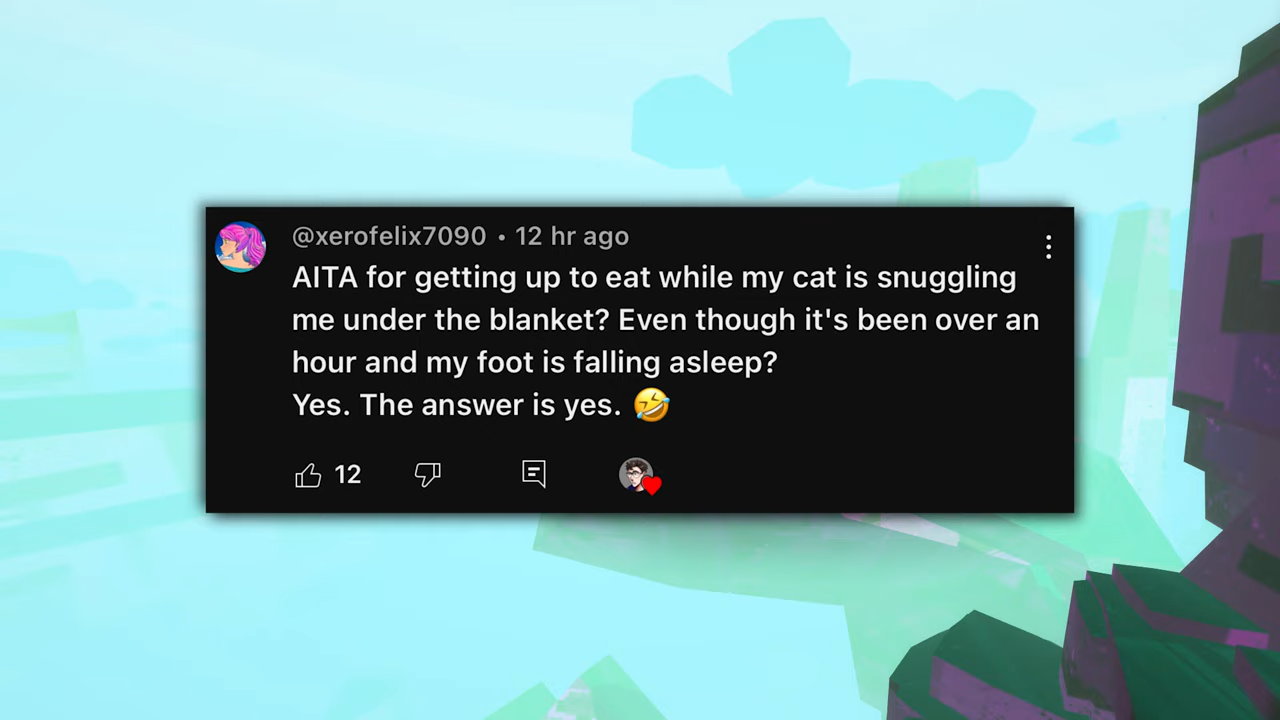 @xerofelix7090 • 12 hr ago
AITA for getting up to eat while my cat is snuggling
me under the blanket? Even though it's been over an
hour and my foot is falling asleep?
Yes. The answer is yes. 🤣
12